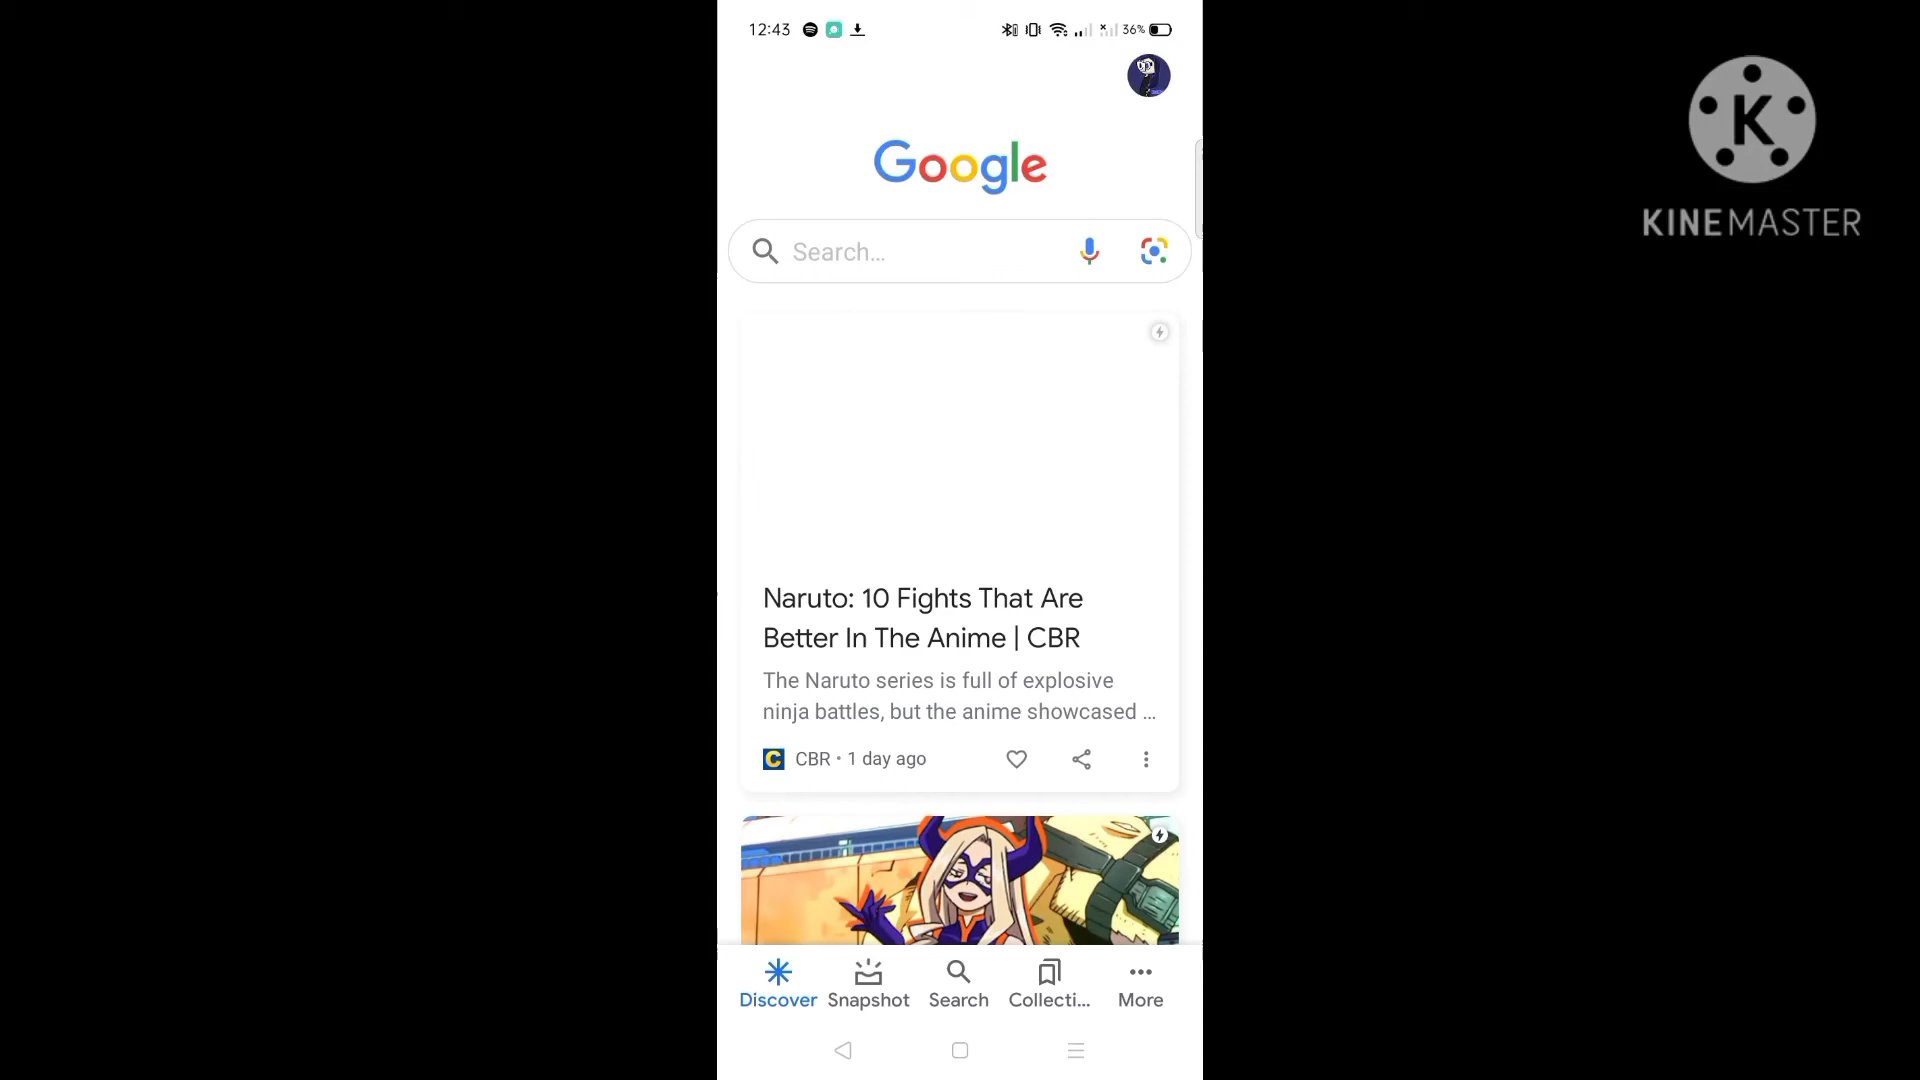 12:43
36%
Google
Search...
Naruto: 10 Fights That Are
Better In The Anime | CBR
The Naruto series is full of explosive
ninja battles, but the anime showcased ...
C CBR • 1 day ago
Discover Snapshot Search Collecti... More
K
KINEMASTER